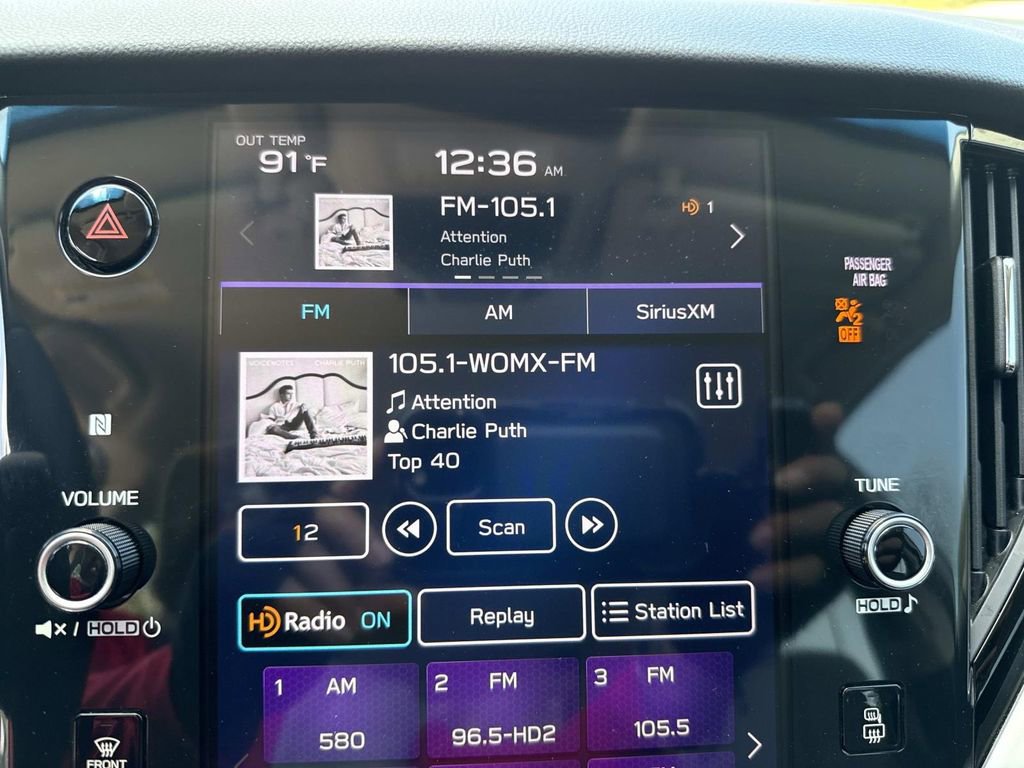 OUT TEMP
91°F
12:36 AM
FM-105.1
HD 1
Attention
Charlie Puth
PASSENGER
AIR BAG
2
OFF
FM
AM
SiriusXM
VOICENOTES
CHARLIE PUTH
105.1-WOMX-FM
Attention
Charlie Puth
Top 40
N
VOLUME
TUNE
12
Scan
HD Radio ON
Replay
Station List
/ HOLD
HOLD
1 AM
2 FM
3 FM
580
96.5-HD2
105.5
FRONT